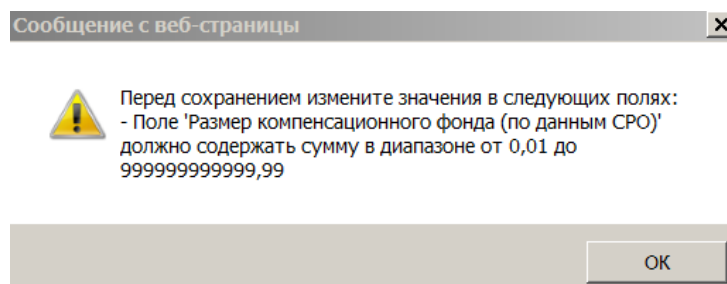 Сообщение с веб-страницы
Перед сохранением измените значения в следующих полях:
- Поле 'Размер компенсационного фонда (по данным СРО)'
должно содержать сумму в диапазоне от 0,01 до
999999999999,99
ОК